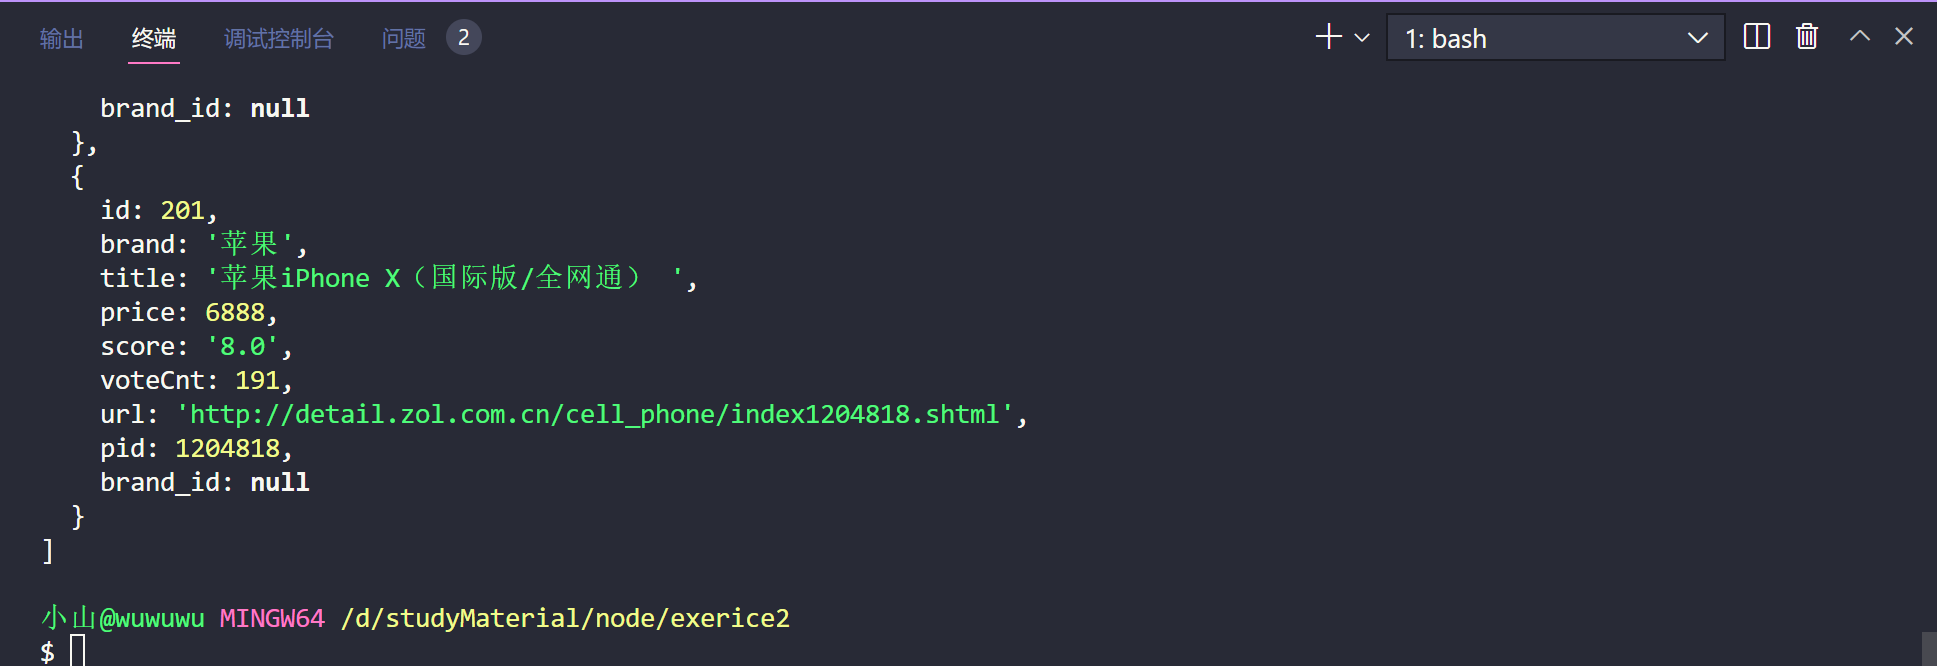 输出 终端 调试控制台 问题 2 1: bash
brand_id: null
},
{
id: 201,
brand: '苹果',
title: '苹果iPhone X（国际版/全网通） ',
price: 6888,
score: '8.0',
voteCnt: 191,
url: 'http://detail.zol.com.cn/cell_phone/index1204818.shtml',
pid: 1204818,
brand_id: null
}
]
小山@wuwuwu MINGW64 /d/studyMaterial/node/exerice2
$